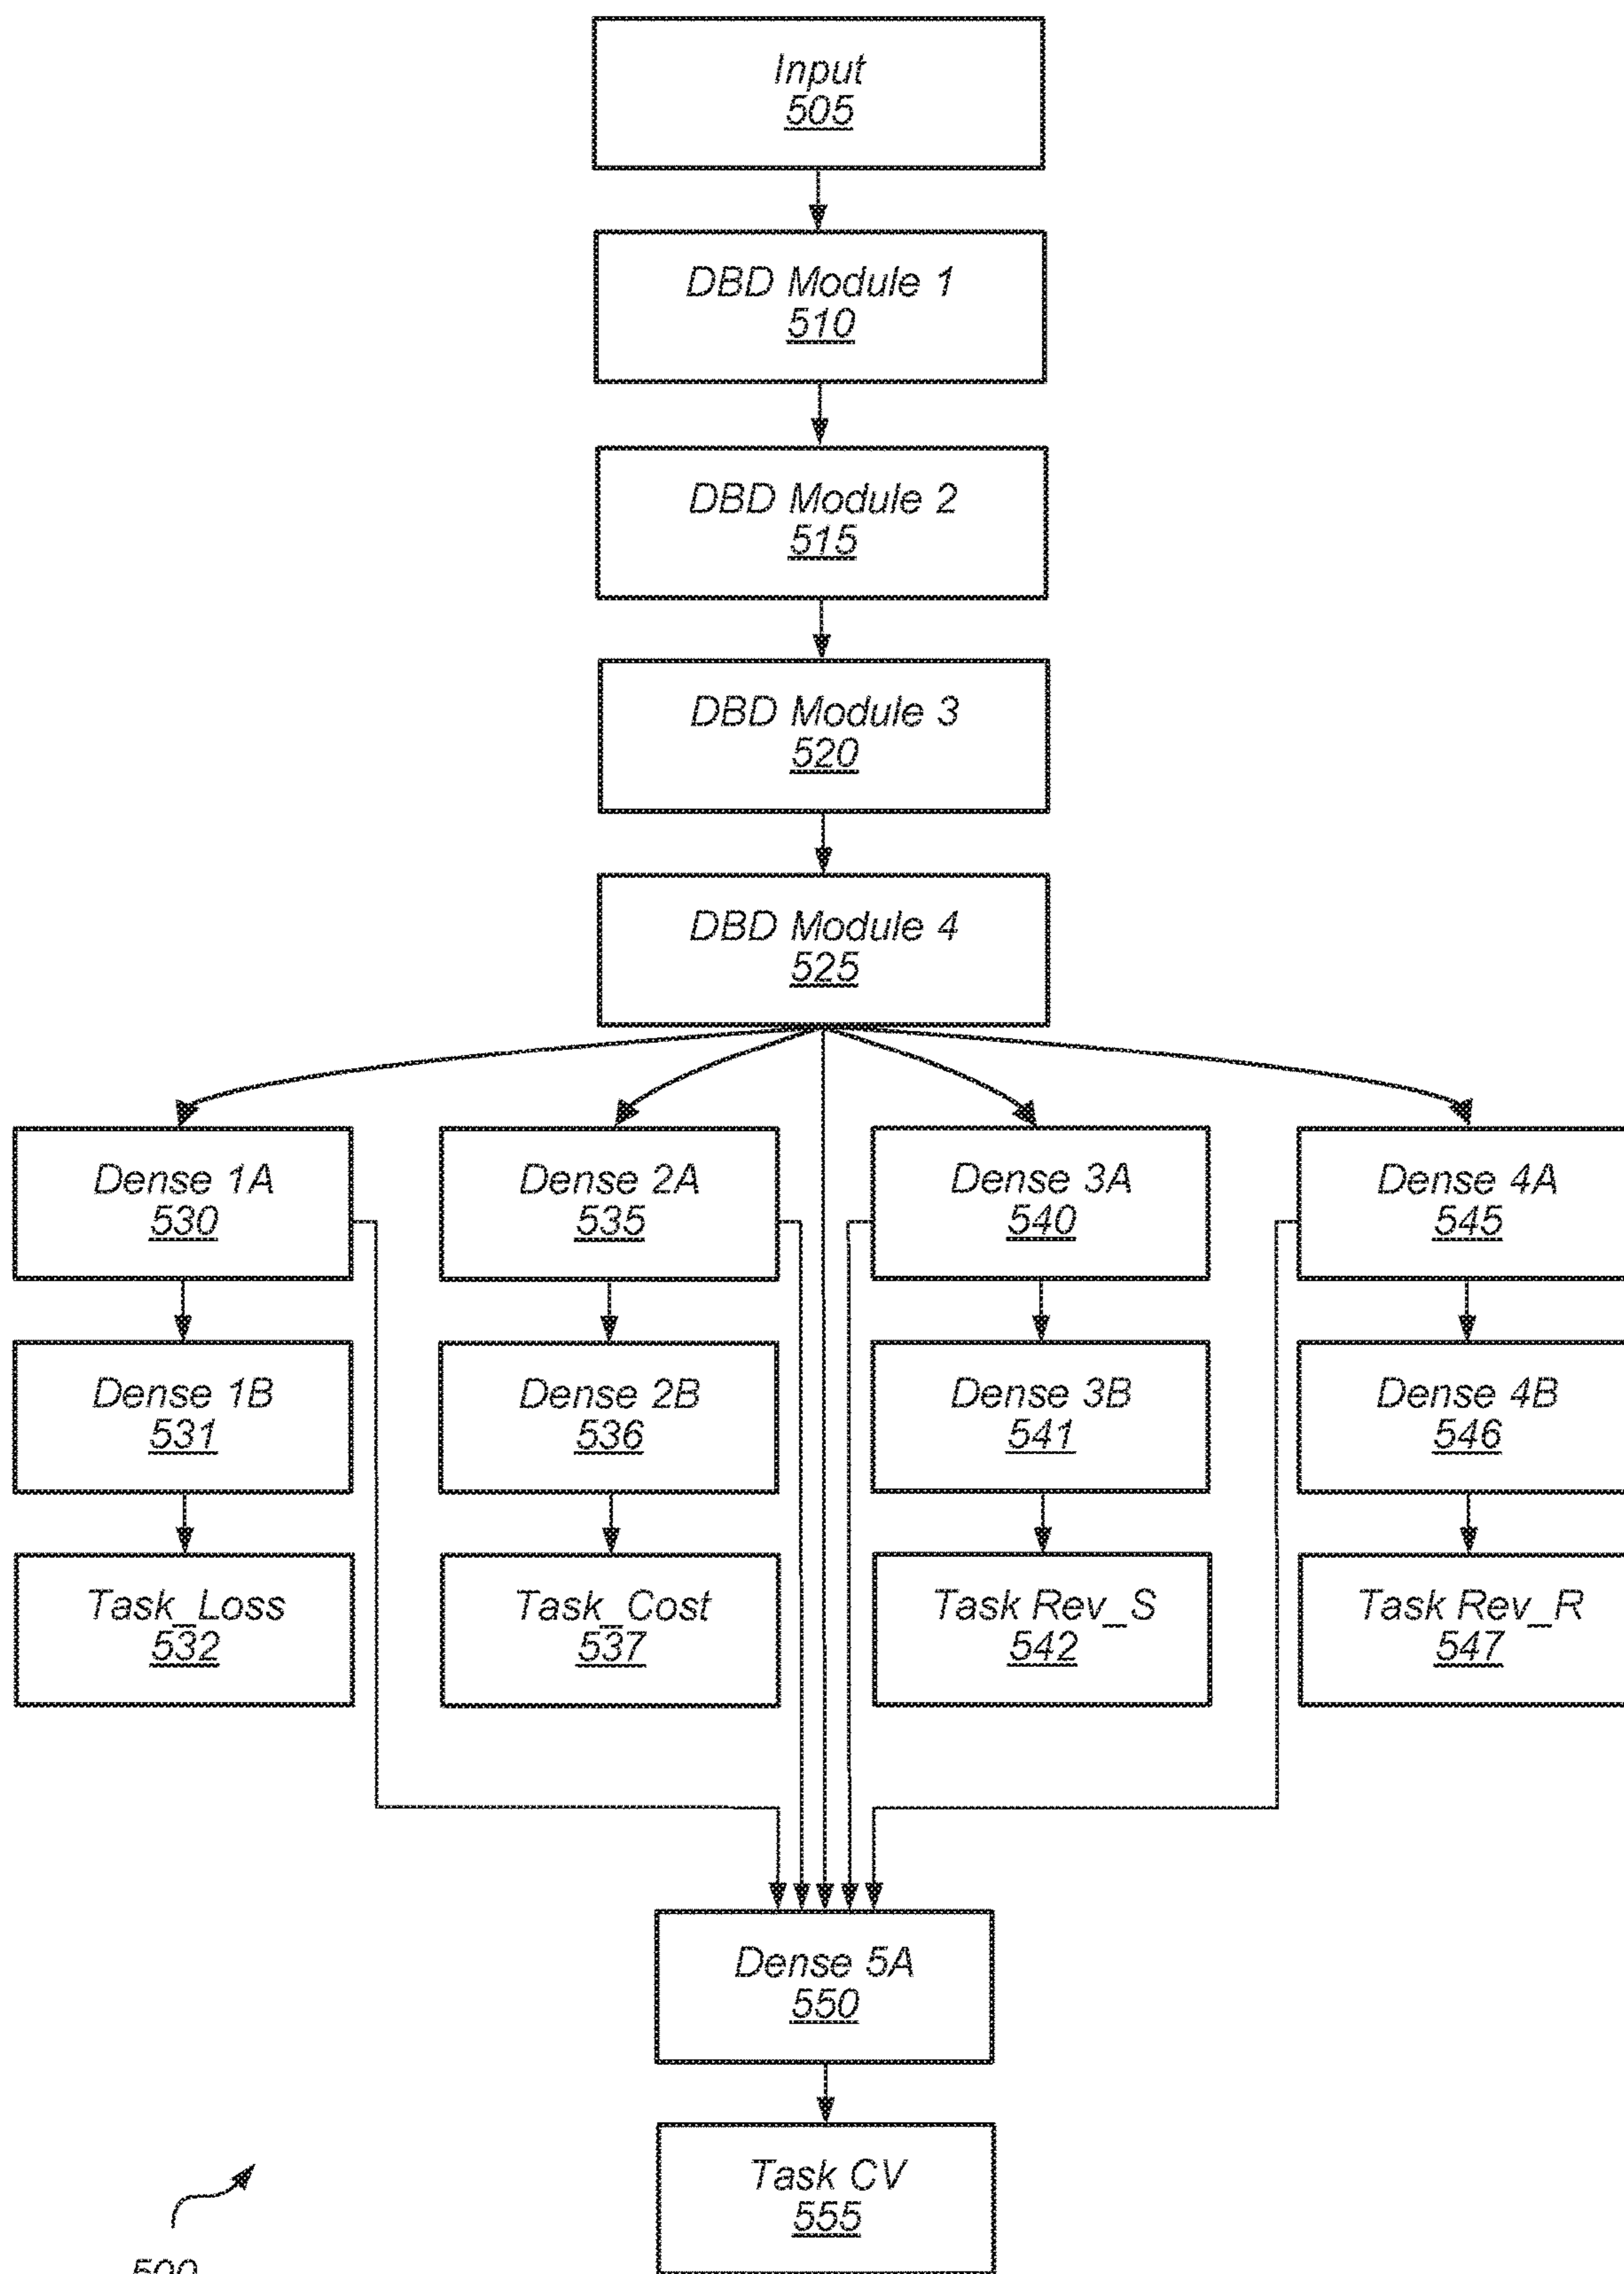 Input
505
DBD Module 1
510
DBD Module 2
515
DBD Module 3
520
DBD Module 4
525
Dense 1A
530
Dense 2A
535
Dense 3A
540
Dense 4A
545
Dense 1B
531
Dense 2B
536
Dense 3B
541
Dense 4B
546
Task_Loss
532
Task_Cost
537
Task Rev_S
542
Task Rev_R
547
Dense 5A
550
Task CV
555
500